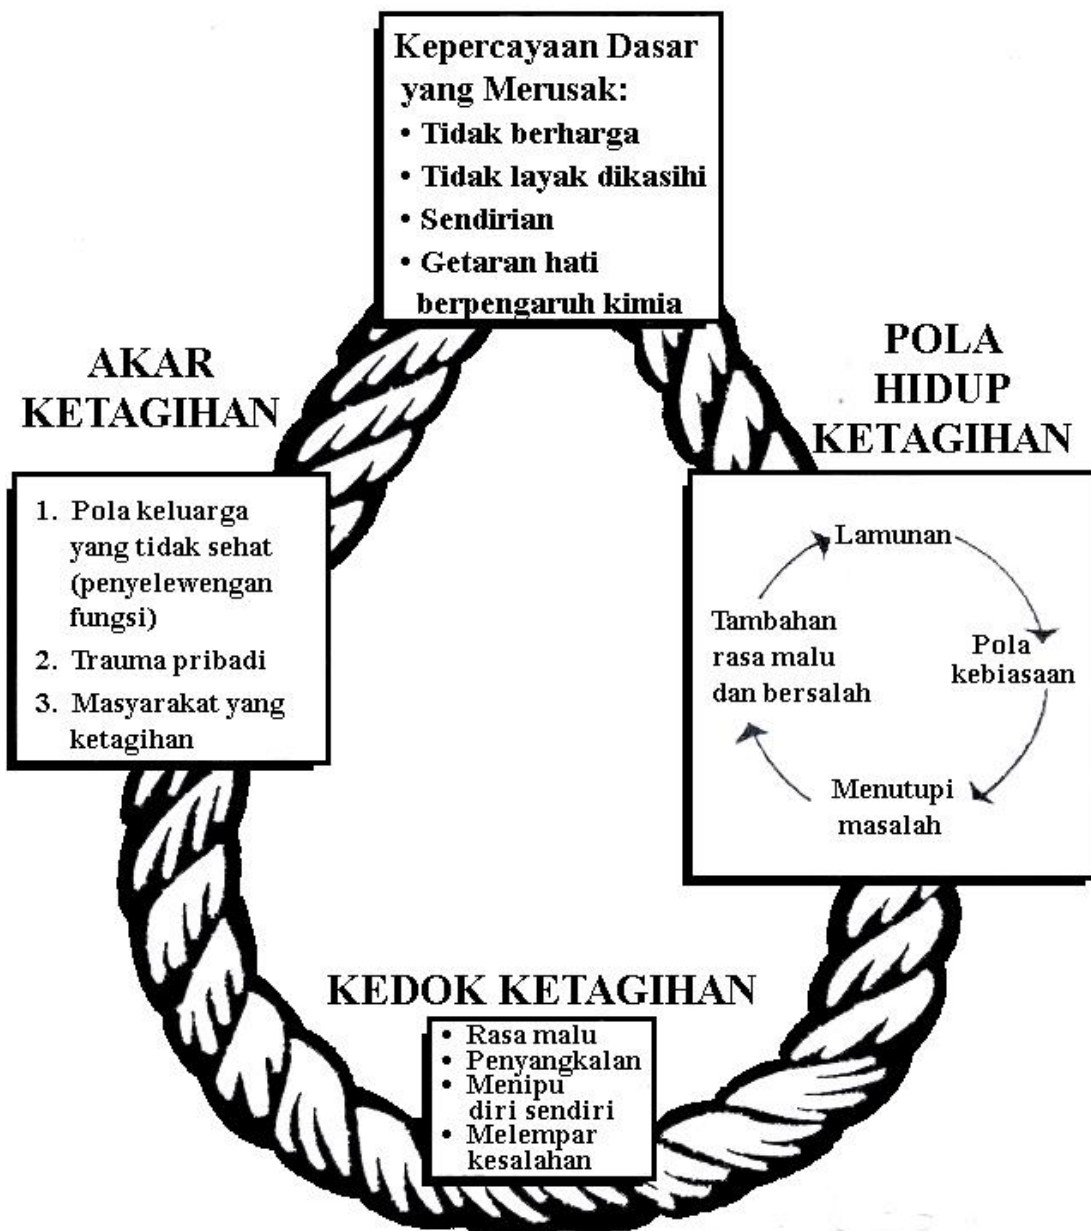 Kepercayaan Dasar
yang Merusak:
• Tidak berharga
• Tidak layak dikasihi
• Sendirian
• Getaran hati
berpengaruh kimia
AKAR
KETAGIHAN
1. Pola keluarga
yang tidak sehat
(penyelewengan
fungsi)
2. Trauma pribadi
3. Masyarakat yang
ketagihan
POLA
HIDUP
KETAGIHAN
Lamunan
Pola
kebiasaan
Menutupi
masalah
Tambahan
rasa malu
dan bersalah
KEDOK KETAGIHAN
• Rasa malu
• Penyangkalan
• Menipu
diri sendiri
• Melempar
kesalahan